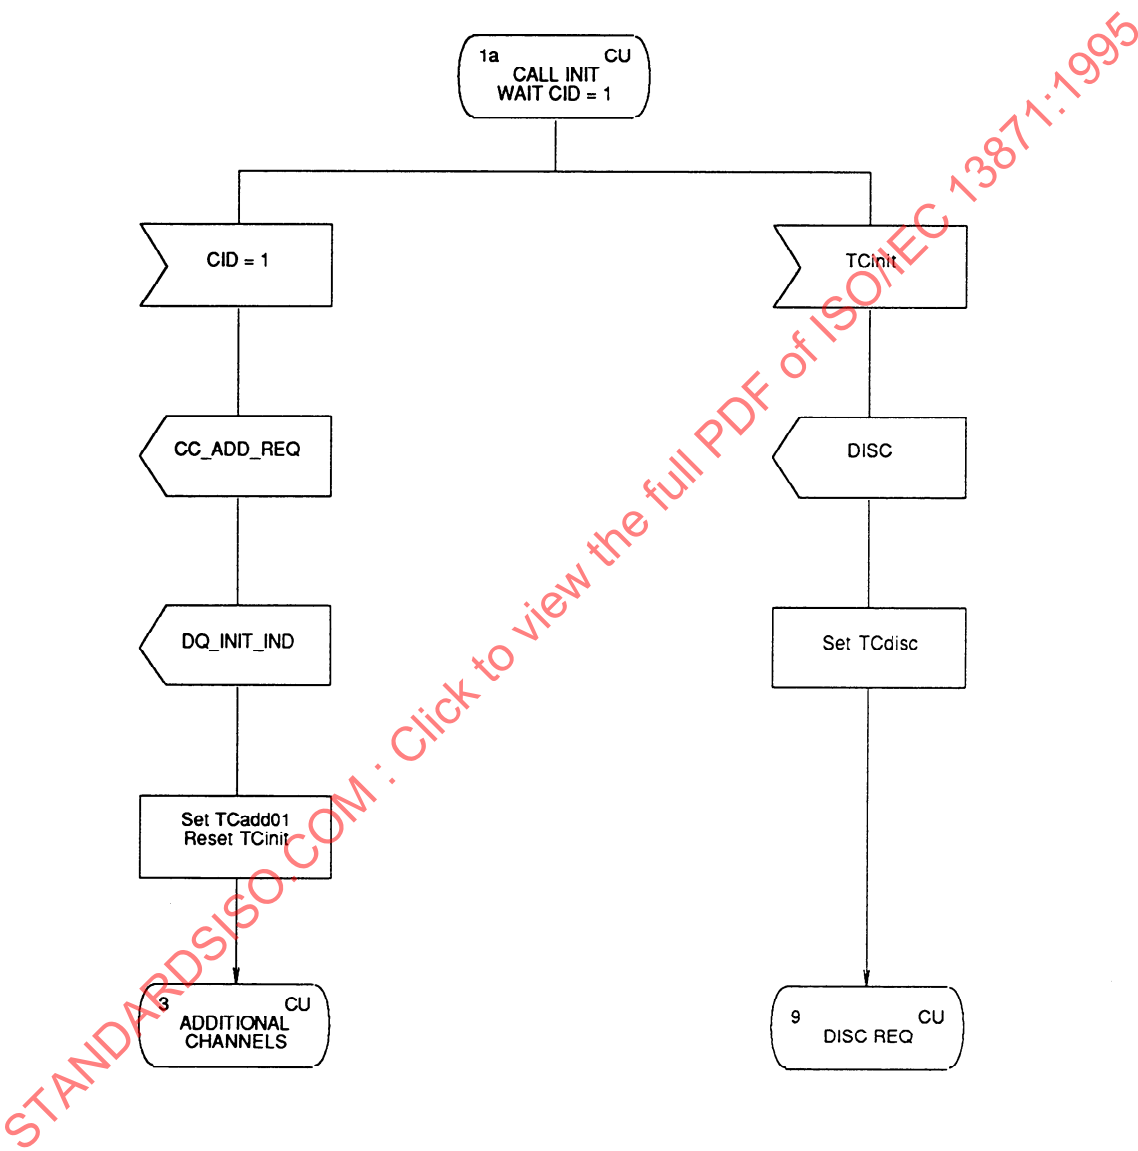 1a CU
CALL INIT
WAIT CID = 1
CID = 1
TCinit
CC_ADD_REQ
DISC
DQ_INIT_IND
Set TCdisc
Set TCadd01
Reset TCinit
3 CU
ADDITIONAL
CHANNELS
9 CU
DISC REQ
STANDARDSISO.COM : Click to view the full PDF of ISO/IEC 13871:1995